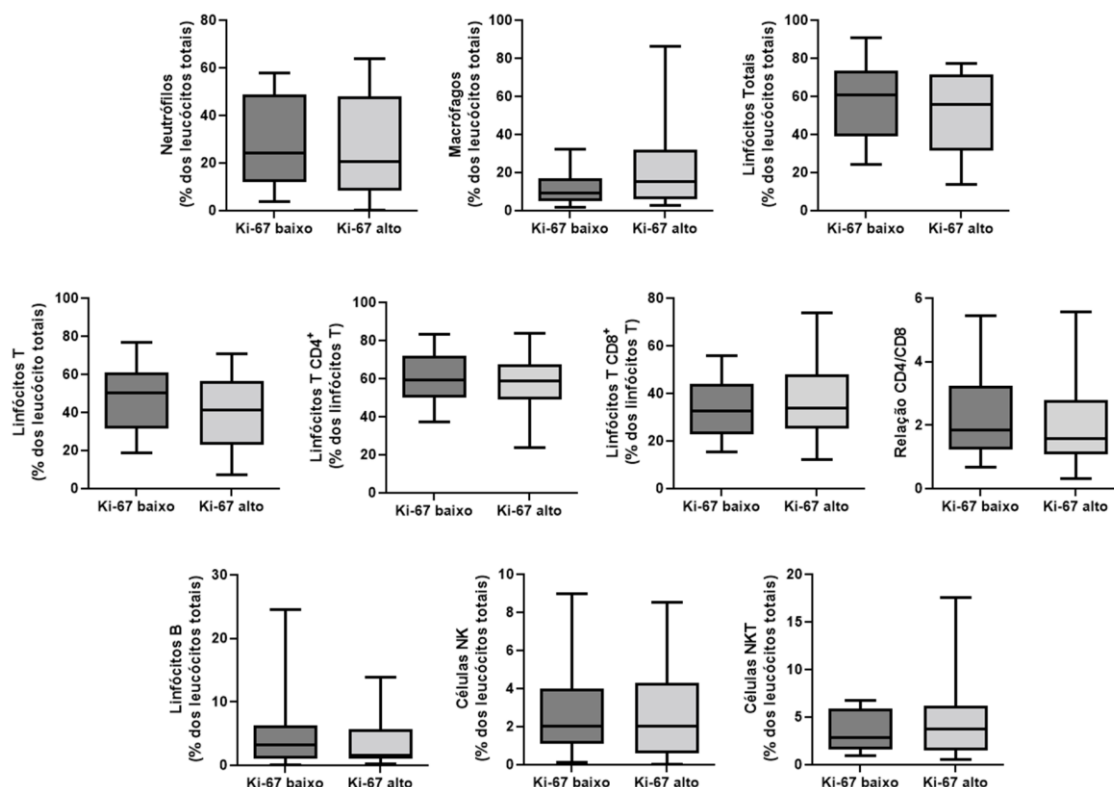 Neutrófilos
(% dos leucócitos totais)
80
60
40
20
0
Ki-67 baixo
Ki-67 alto
Macrófagos
(% dos leucócitos totais)
100
80
60
40
20
0
Ki-67 baixo
Ki-67 alto
Linfócitos Totais
(% dos leucócitos totais)
100
80
60
40
20
0
Ki-67 baixo
Ki-67 alto
Linfócitos T
(% dos leucócito totais)
100
80
60
40
20
0
Ki-67 baixo
Ki-67 alto
Linfócitos T CD4⁺
(% dos linfócitos T)
100
80
60
40
20
0
Ki-67 baixo
Ki-67 alto
Linfócitos T CD8⁺
(% dos linfócitos T)
80
60
40
20
0
Ki-67 baixo
Ki-67 alto
Relação CD4/CD8
6
4
2
0
Ki-67 baixo
Ki-67 alto
Linfócitos B
(% dos leucócitos totais)
30
20
10
0
Ki-67 baixo
Ki-67 alto
Células NK
(% dos leucócitos totais)
10
8
6
4
2
0
Ki-67 baixo
Ki-67 alto
Células NKT
(% dos leucócitos totais)
20
15
10
5
0
Ki-67 baixo
Ki-67 alto